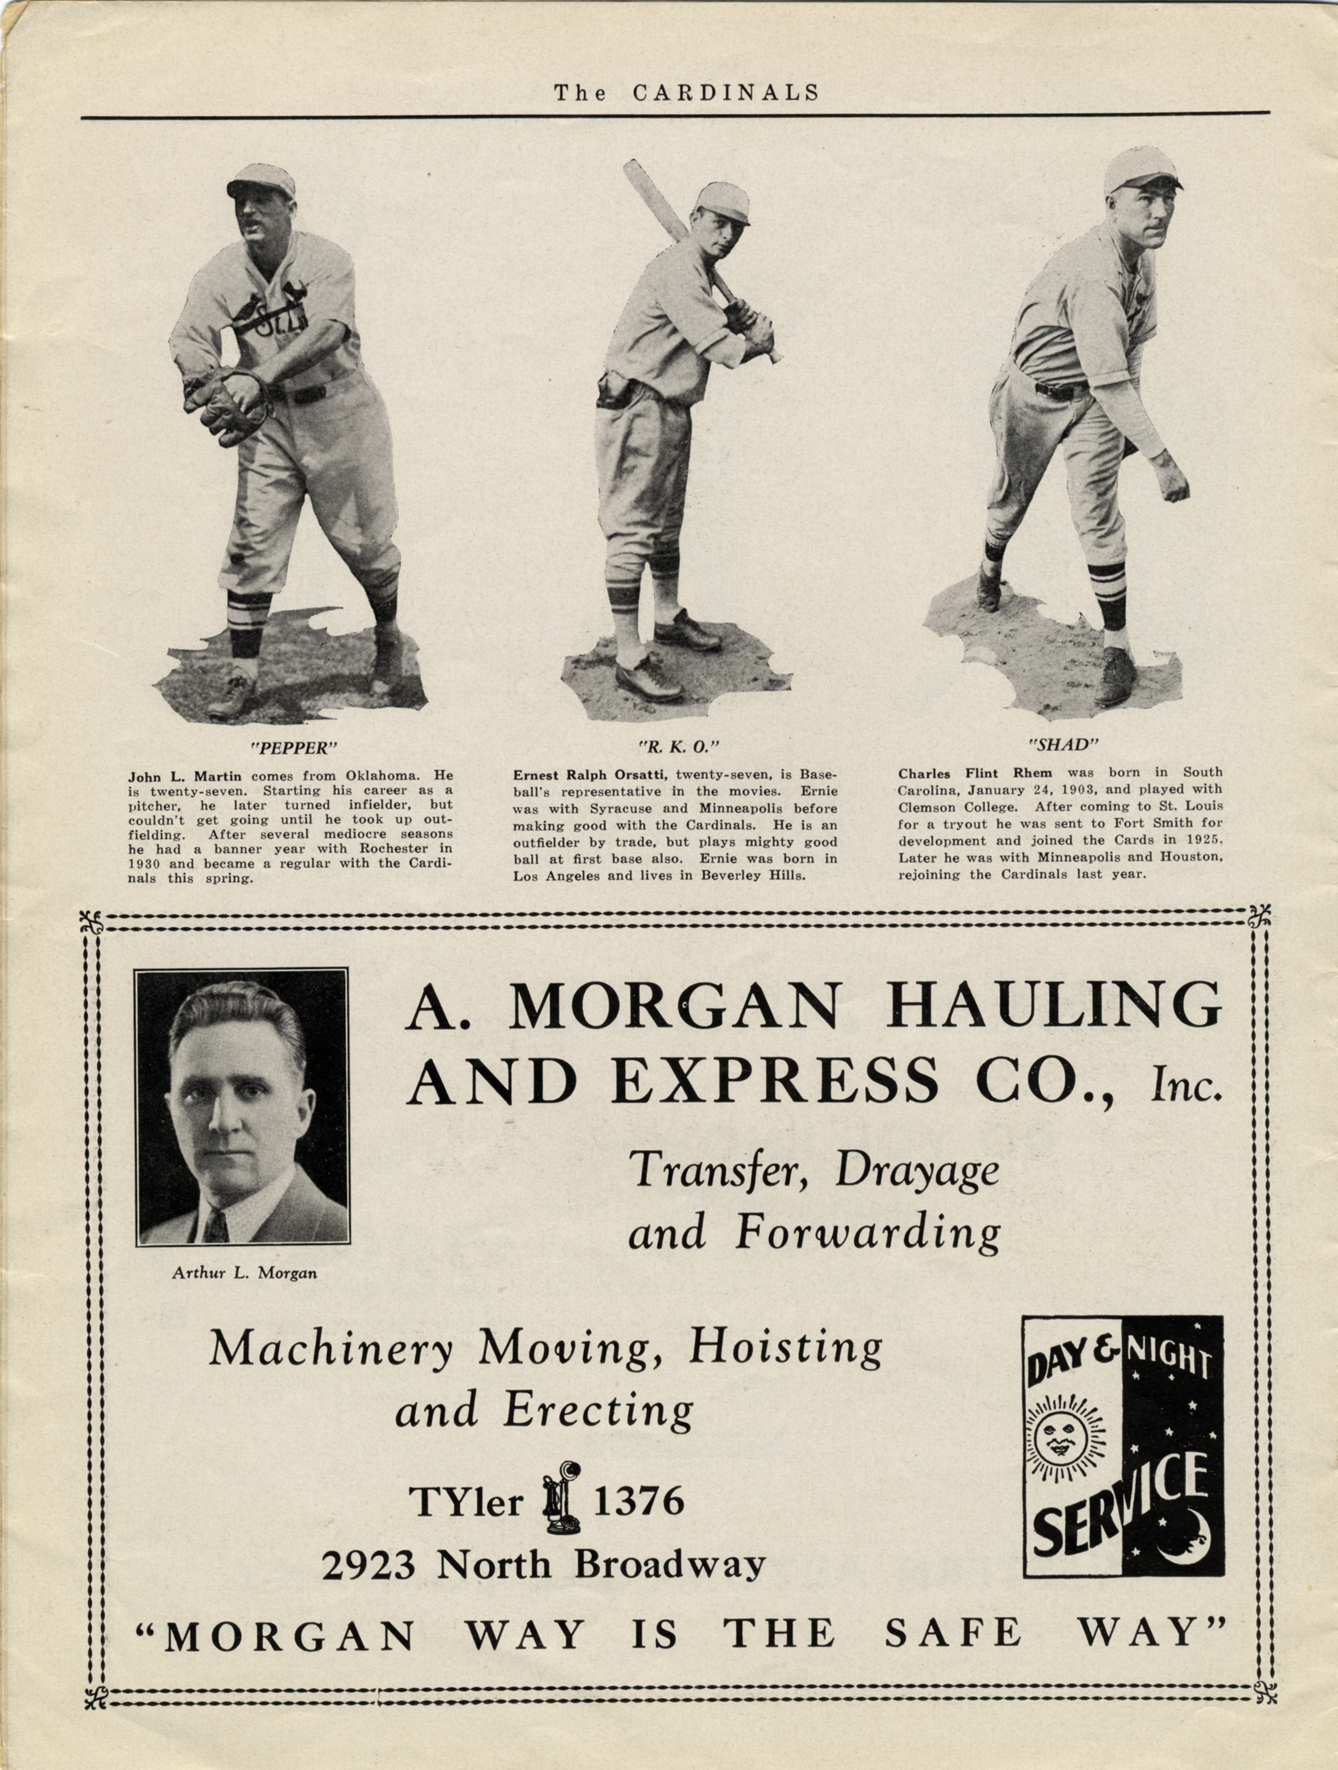 The CARDINALS
St. L
"PEPPER"
John L. Martin comes from Oklahoma. He
is twenty-seven. Starting his career as a
pitcher, he later turned infielder, but
couldn't get going until he took up out-
fielding. After several mediocre seasons
he had a banner year with Rochester in
1930 and became a regular with the Cardi-
nals this spring.
"R. K. O."
Ernest Ralph Orsatti, twenty-seven, is Base-
ball's representative in the movies. Ernie
was with Syracuse and Minneapolis before
making good with the Cardinals. He is an
outfielder by trade, but plays mighty good
ball at first base also. Ernie was born in
Los Angeles and lives in Beverley Hills.
"SHAD"
Charles Flint Rhem was born in South
Carolina, January 24, 1903, and played with
Clemson College. After coming to St. Louis
for a tryout he was sent to Fort Smith for
development and joined the Cards in 1925.
Later he was with Minneapolis and Houston,
rejoining the Cardinals last year.
A. MORGAN HAULING
AND EXPRESS CO., Inc.
Transfer, Drayage
and Forwarding
Arthur L. Morgan
Machinery Moving, Hoisting
and Erecting
TYler 1376
2923 North Broadway
DAY & NIGHT
SERVICE
"MORGAN WAY IS THE SAFE WAY"